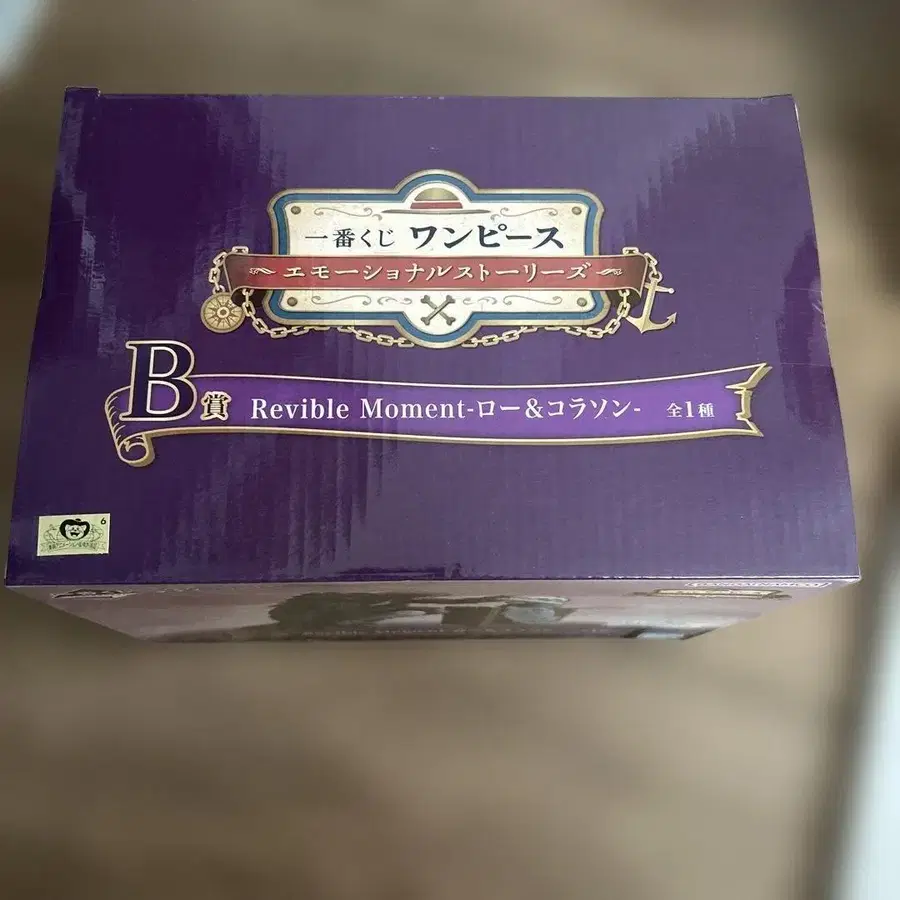 一番くじ ワンピース
エモーショナルストーリーズ
B賞 Revible Moment-ロー&コラソン- 全1種
6